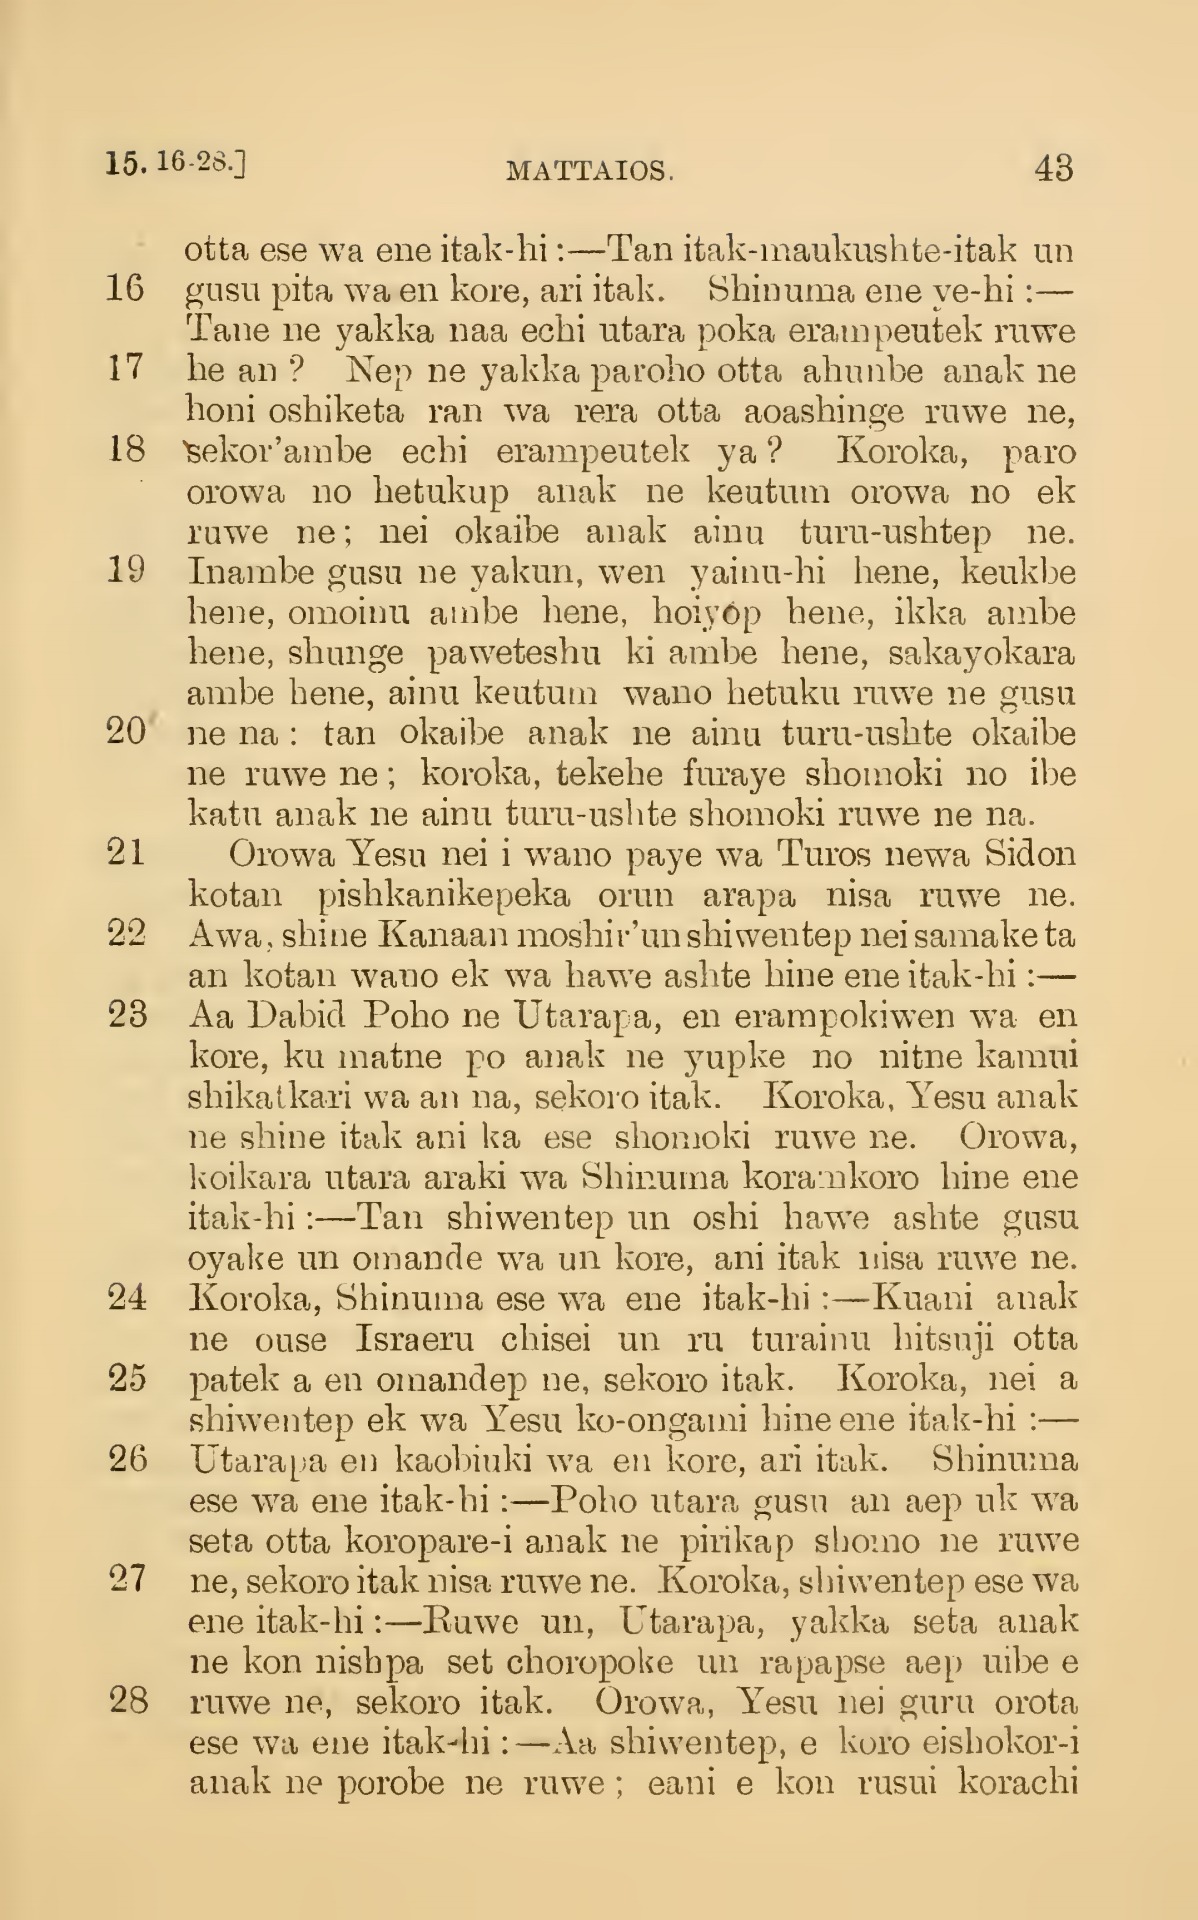 15. 16-28.] MATTAIOS. 43
otta ese wa ene itak-hi :—Tan itak-maukushte-itak un
16 gusu pita wa en kore, ari itak. Shinuma ene ye-hi :—
Tane ne yakka naa echi utara poka erampeutek ruwe
17 he an ? Nep ne yakka paroho otta ahunbe anak ne
honi oshiketa ran wa rera otta aoashinge ruwe ne,
18 sekor’ambe echi erampeutek ya ? Koroka, paro
orowa no hetukup anak ne keutum orowa no ek
ruwe ne ; nei okaibe anak ainu turu-ushtep ne.
19 Inambe gusu ne yakun, wen yainu-hi hene, keukbe
hene, omoinu ambe hene, hoiyop hene, ikka ambe
hene, shunge paweteshu ki ambe hene, sakayokara
ambe hene, ainu keutum wano hetuku ruwe ne gusu
20 ne na : tan okaibe anak ne ainu turu-ushte okaibe
ne ruwe ne ; koroka, tekehe furaye shomoki no ibe
katu anak ne ainu turu-ushte shomoki ruwe ne na.
21 Orowa Yesu nei i wano paye wa Turos newa Sidon
kotan pishkanikepeka orun arapa nisa ruwe ne.
22 Awa, shine Kanaan moshir’un shiwentep nei samake ta
an kotan wano ek wa hawe ashte hine ene itak-hi :—
23 Aa Dabid Poho ne Utarapa, en erampokiwen wa en
kore, ku matne po anak ne yupke no nitne kamui
shikatkari wa an na, sekoro itak. Koroka, Yesu anak
ne shine itak ani ka ese shomoki ruwe ne. Orowa,
koikara utara araki wa Shinuma koramkoro hine ene
itak-hi :—Tan shiwentep un oshi hawe ashte gusu
oyake un omande wa un kore, ani itak nisa ruwe ne.
24 Koroka, Shinuma ese wa ene itak-hi :—Kuani anak
ne ouse Israeru chisei un ru turainu hitsuji otta
25 patek a en omandep ne, sekoro itak. Koroka, nei a
shiwentep ek wa Yesu ko-ongami hine ene itak-hi :—
26 Utarapa en kaobiuki wa en kore, ari itak. Shinuma
ese wa ene itak-hi :—Poho utara gusu an aep uk wa
seta otta koropare-i anak ne pirikap shomo ne ruwe
27 ne, sekoro itak nisa ruwe ne. Koroka, shiwentep ese wa
ene itak-hi :—Ruwe un, Utarapa, yakka seta anak
ne kon nishpa set choropoke un rapapse aep uibe e
28 ruwe ne, sekoro itak. Orowa, Yesu nei guru orota
ese wa ene itak-hi :—Aa shiwentep, e koro eishokor-i
anak ne porobe ne ruwe ; eani e kon rusui korachi